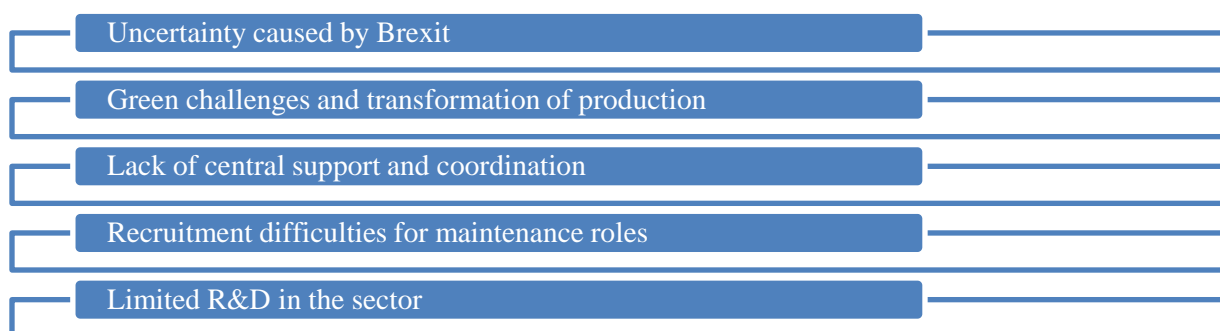 Uncertainty caused by Brexit
Green challenges and transformation of production
Lack of central support and coordination
Recruitment difficulties for maintenance roles
Limited R&D in the sector